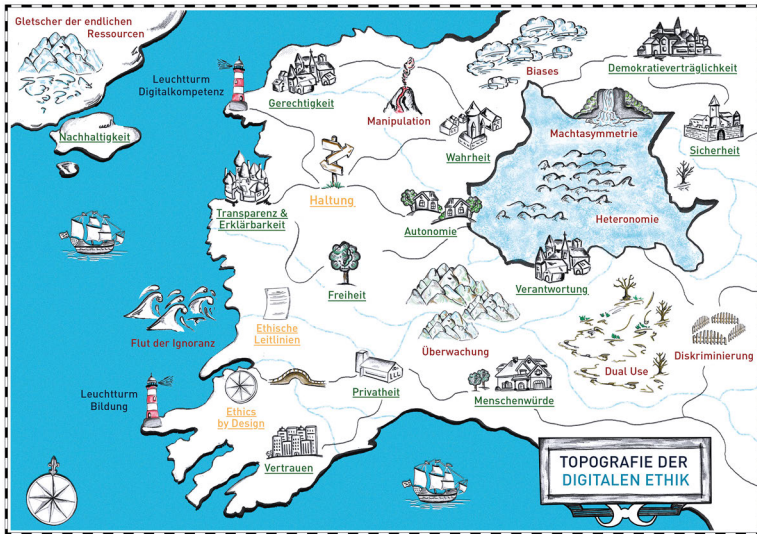 Gletscher der endlichen
Ressourcen
Leuchtturm
Digitalkompetenz
Gerechtigkeit
Manipulation
Biases
Demokratieverträglichkeit
Nachhaltigkeit
Wahrheit
Machtasymmetrie
Sicherheit
Haltung
Transparenz &
Erklärbarkeit
Autonomie
Heteronomie
Freiheit
Verantwortung
Flut der Ignoranz
Ethische
Leitlinien
Überwachung
Dual Use
Diskriminierung
Leuchtturm
Bildung
Ethics
by Design
Privatheit
Menschenwürde
Vertrauen
TOPOGRAFIE DER
DIGITALEN ETHIK